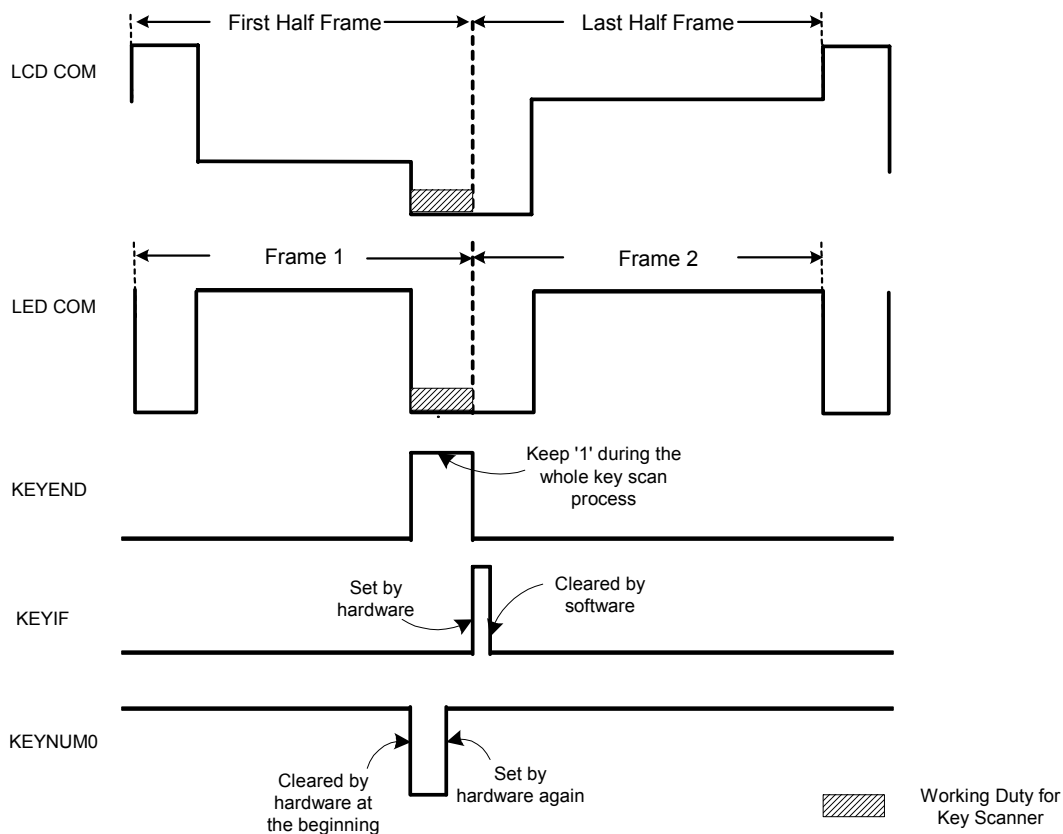 First Half Frame
Last Half Frame
LCD COM
Frame 1
Frame 2
LED COM
Keep '1' during the
whole key scan
process
KEYEND
Set by
hardware
Cleared by
software
KEYIF
KEYNUM0
Cleared by
hardware at
the beginning
Set by
hardware again
Working Duty for
Key Scanner